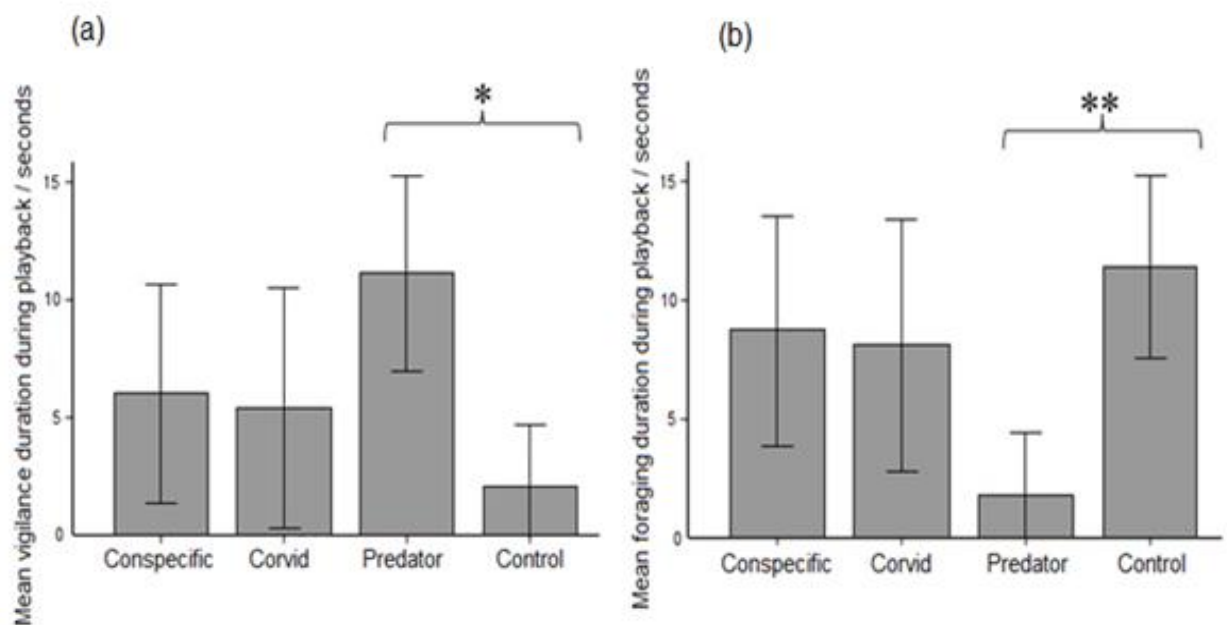 (a)
Mean vigilance duration during playback / seconds
*
15
10
5
0
Conspecific Corvid Predator Control
(b)
Mean foraging duration during playback / seconds
**
15
10
5
0
Conspecific Corvid Predator Control